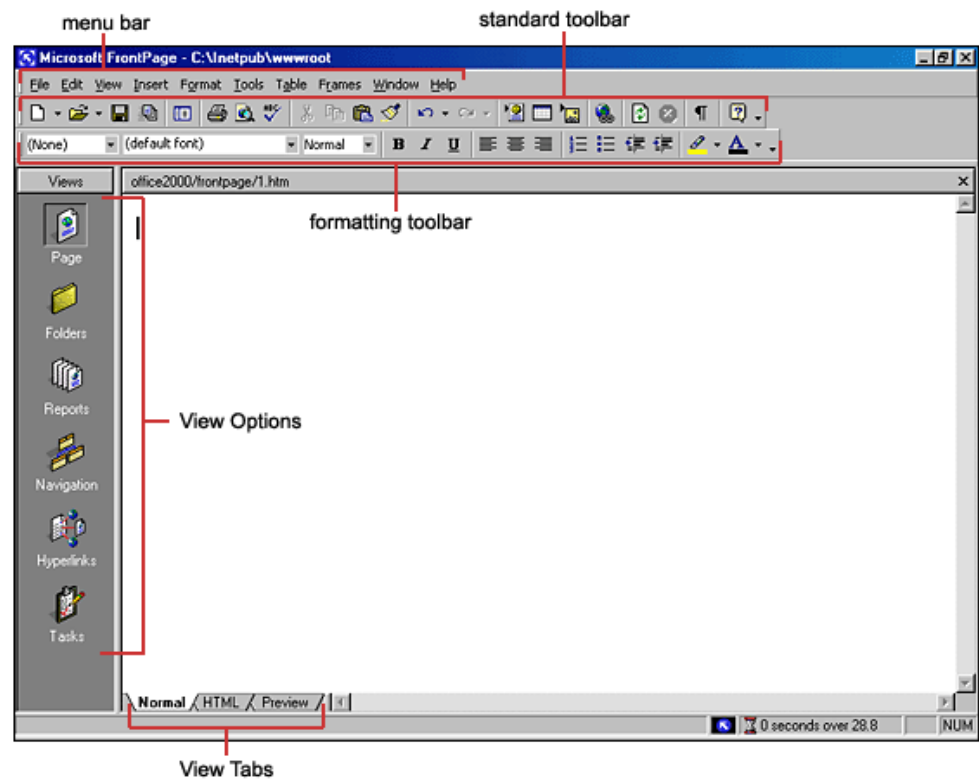 menu bar
standard toolbar
Microsoft FrontPage - C:\Inetpub\wwwroot
File Edit View Insert Format Tools Table Frames Window Help
(None) (default font) Normal B I U
Views
office2000/frontpage/1.htm
formatting toolbar
Page
Folders
Reports
View Options
Navigation
Hyperlinks
Tasks
Normal HTML Preview
0 seconds over 28.8 NUM
View Tabs